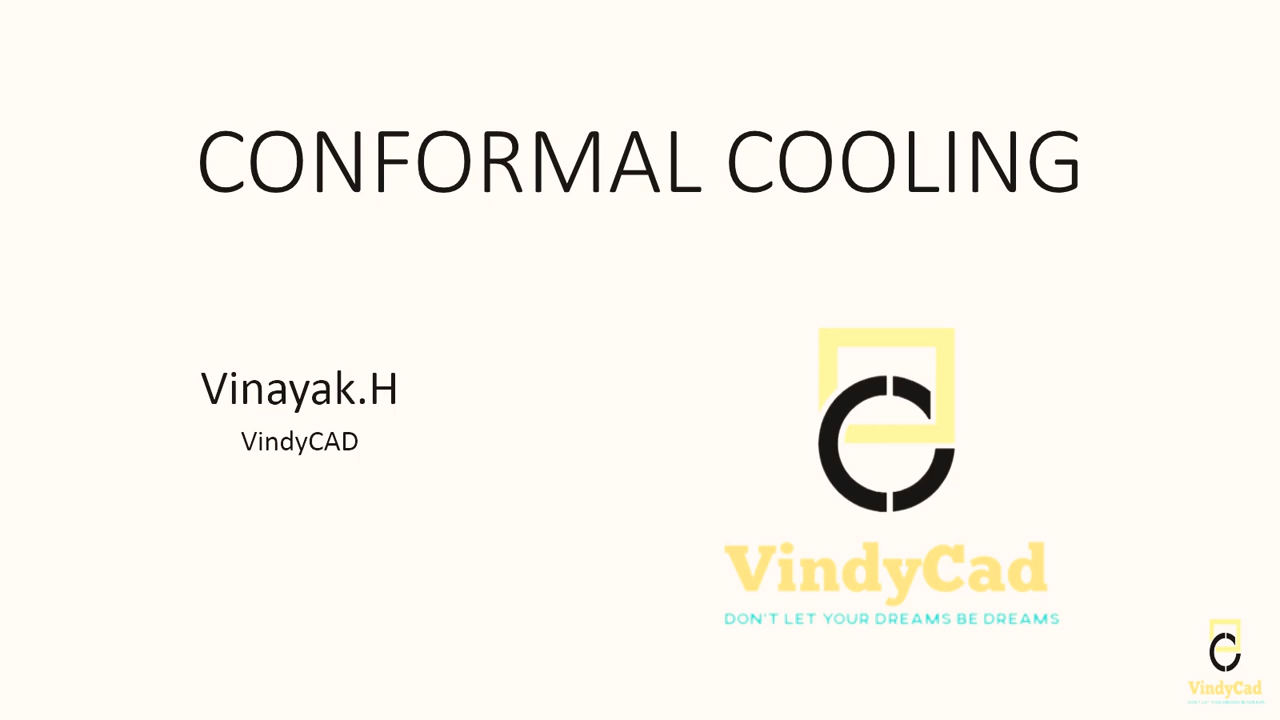 CONFORMAL COOLING
Vinayak.H
VindyCAD
VindyCad
DON'T LET YOUR DREAMS BE DREAMS
VindyCad